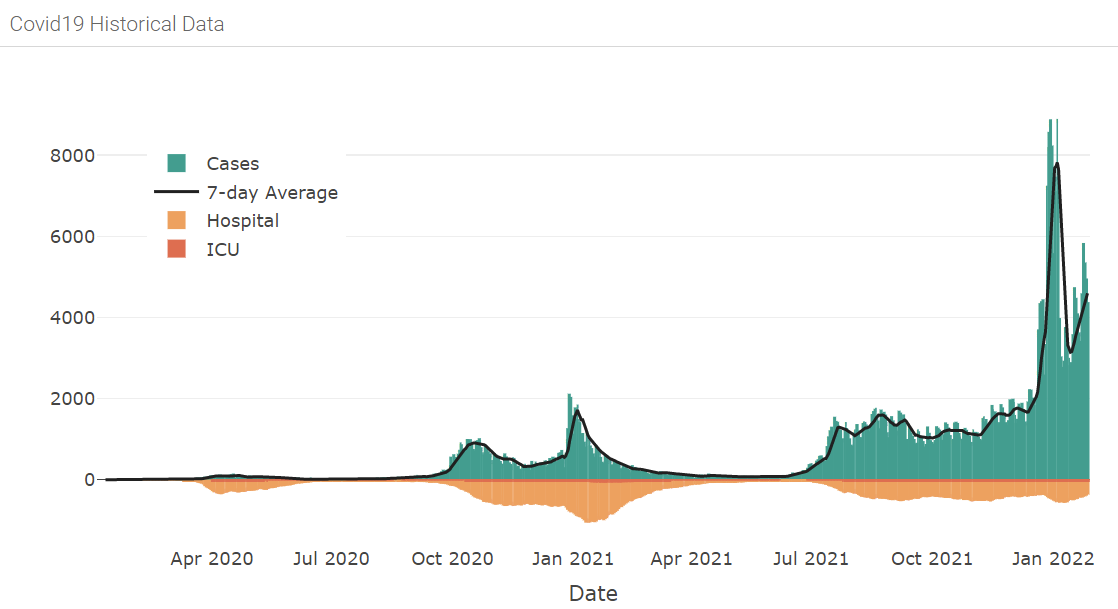 Covid19 Historical Data
8000
6000
4000
2000
0
Cases
7-day Average
Hospital
ICU
Apr 2020
Jul 2020
Oct 2020
Jan 2021
Apr 2021
Jul 2021
Oct 2021
Jan 2022
Date